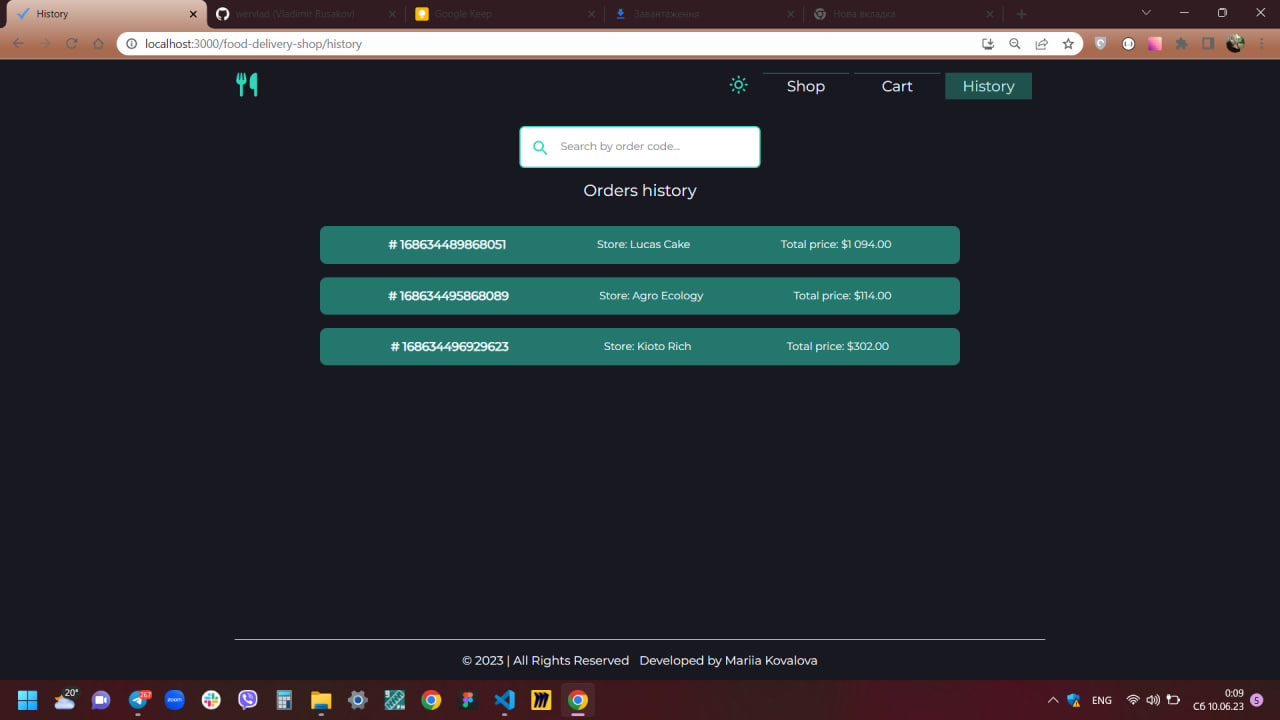 History
wervlad (Vladimir Rusakov)
Google Keep
Завантаження
Нова вкладка
localhost:3000/food-delivery-shop/history
Shop
Cart
History
Search by order code...
Orders history
# 168634489868051 Store: Lucas Cake Total price: $1 094.00
# 168634495868089 Store: Agro Ecology Total price: $114.00
# 168634496929623 Store: Kioto Rich Total price: $302.00
© 2023 | All Rights Reserved Developed by Mariia Kovalova
20°
267
zoom
ENG
0:09
Сб 10.06.23
5